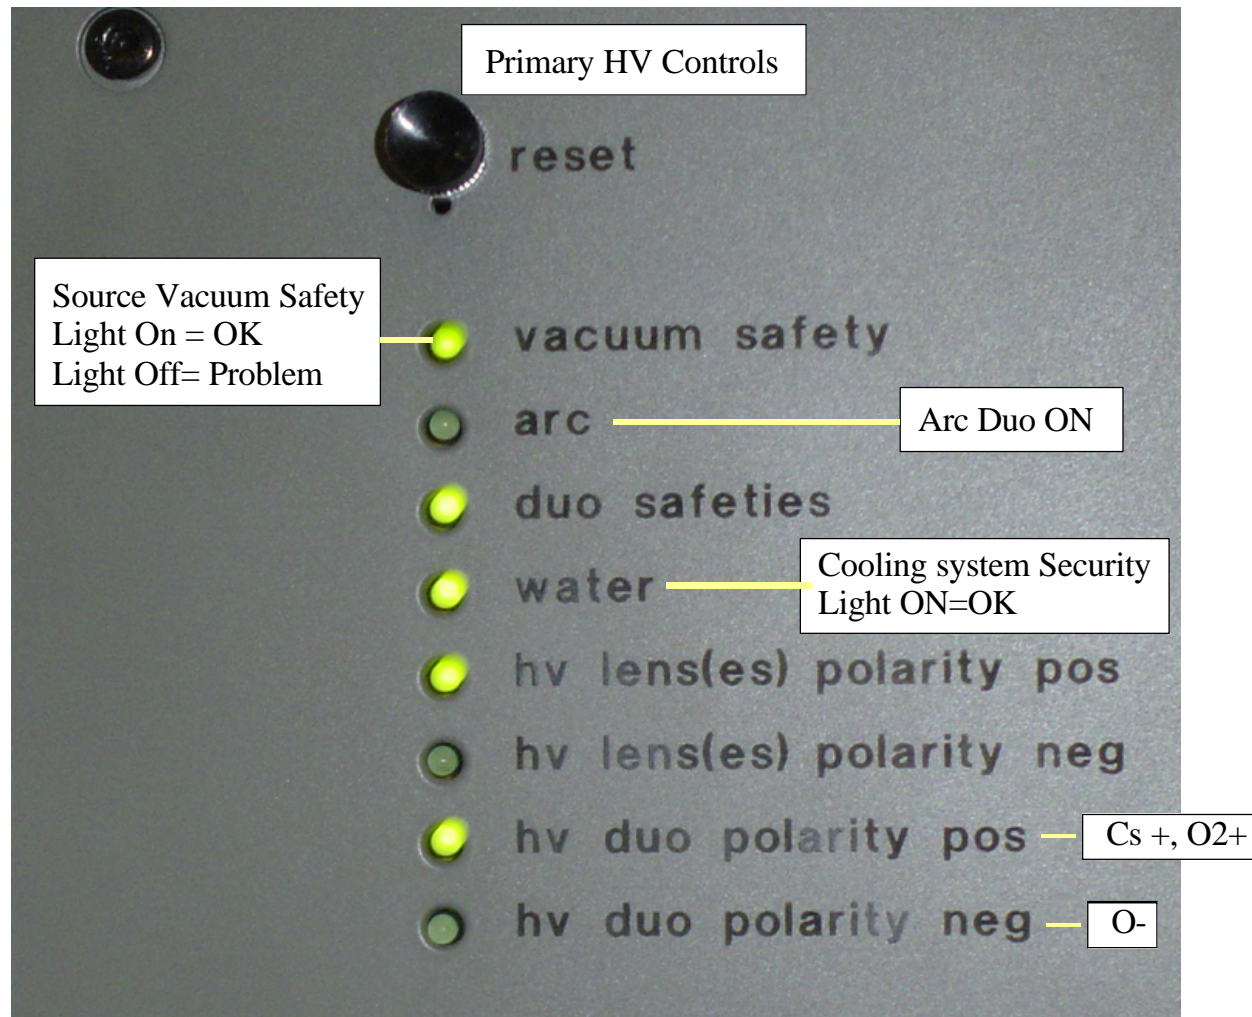 Primary HV Controls
reset
Source Vacuum Safety
Light On = OK
Light Off= Problem
vacuum safety
arc
Arc Duo ON
duo safeties
water
Cooling system Security
Light ON=OK
hv lens(es) polarity pos
hv lens(es) polarity neg
hv duo polarity pos
Cs +, O2+
hv duo polarity neg
O-